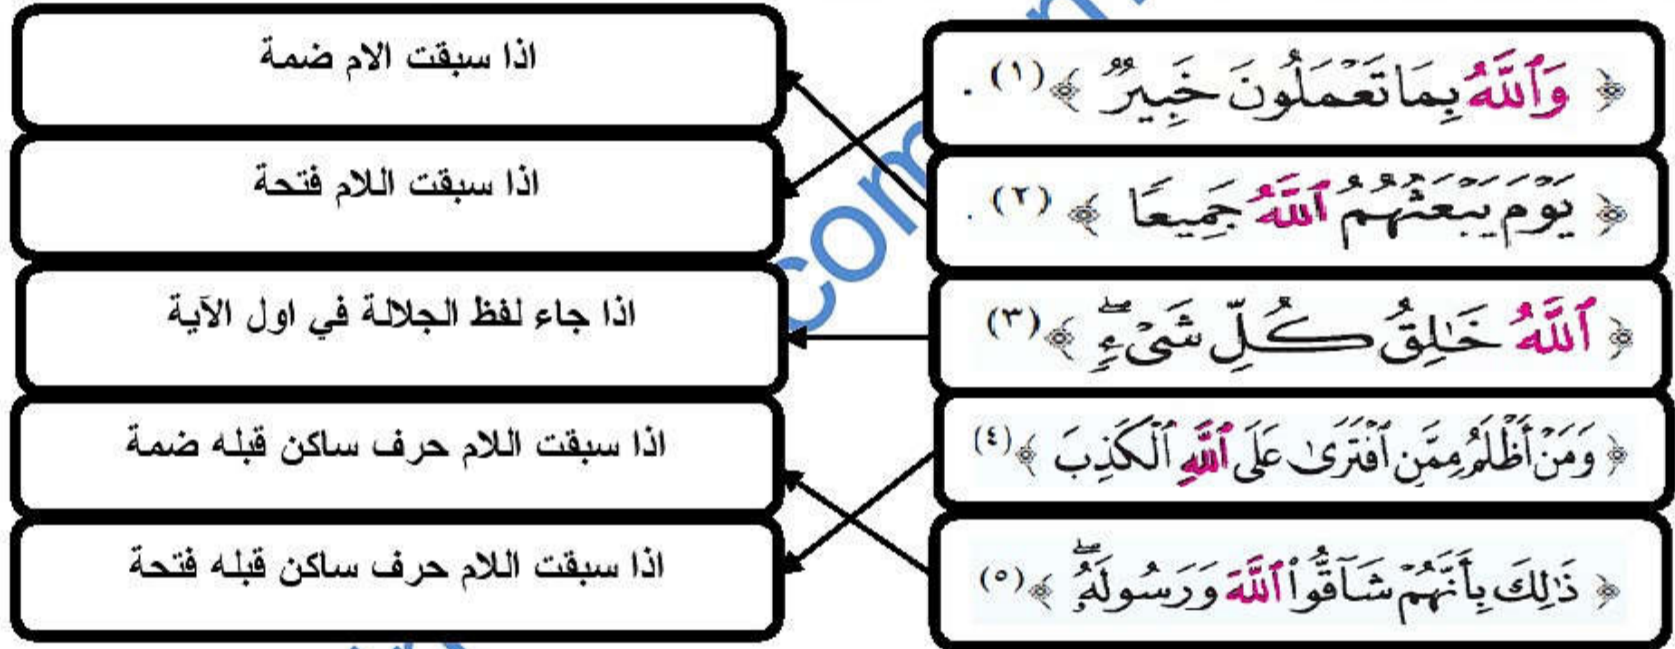 ﴿ وَٱللَّهُ بِمَا تَعْمَلُونَ خَبِيرٌ ﴾(١) .
اذا سبقت الام ضمة
﴿ يَوْمَ يَبْعَثُهُمُ ٱللَّهُ جَمِيعًا ﴾ (٢) .
اذا سبقت اللام فتحة
﴿ ٱللَّهُ خَـٰلِقُ كُلِّ شَىْءٍۖ ﴾(٣)
اذا جاء لفظ الجلالة في اول الآية
﴿ وَمَنْ أَظْلَمُ مِمَّنِ ٱفْتَرَىٰ عَلَى ٱللَّهِ ٱلْكَذِبَ ﴾(٤)
اذا سبقت اللام حرف ساكن قبله ضمة
﴿ ذَٰلِكَ بِأَنَّهُمْ شَآقُّوا۟ ٱللَّهَ وَرَسُولَهُۥۖ ﴾(٥)
اذا سبقت اللام حرف ساكن قبله فتحة
com